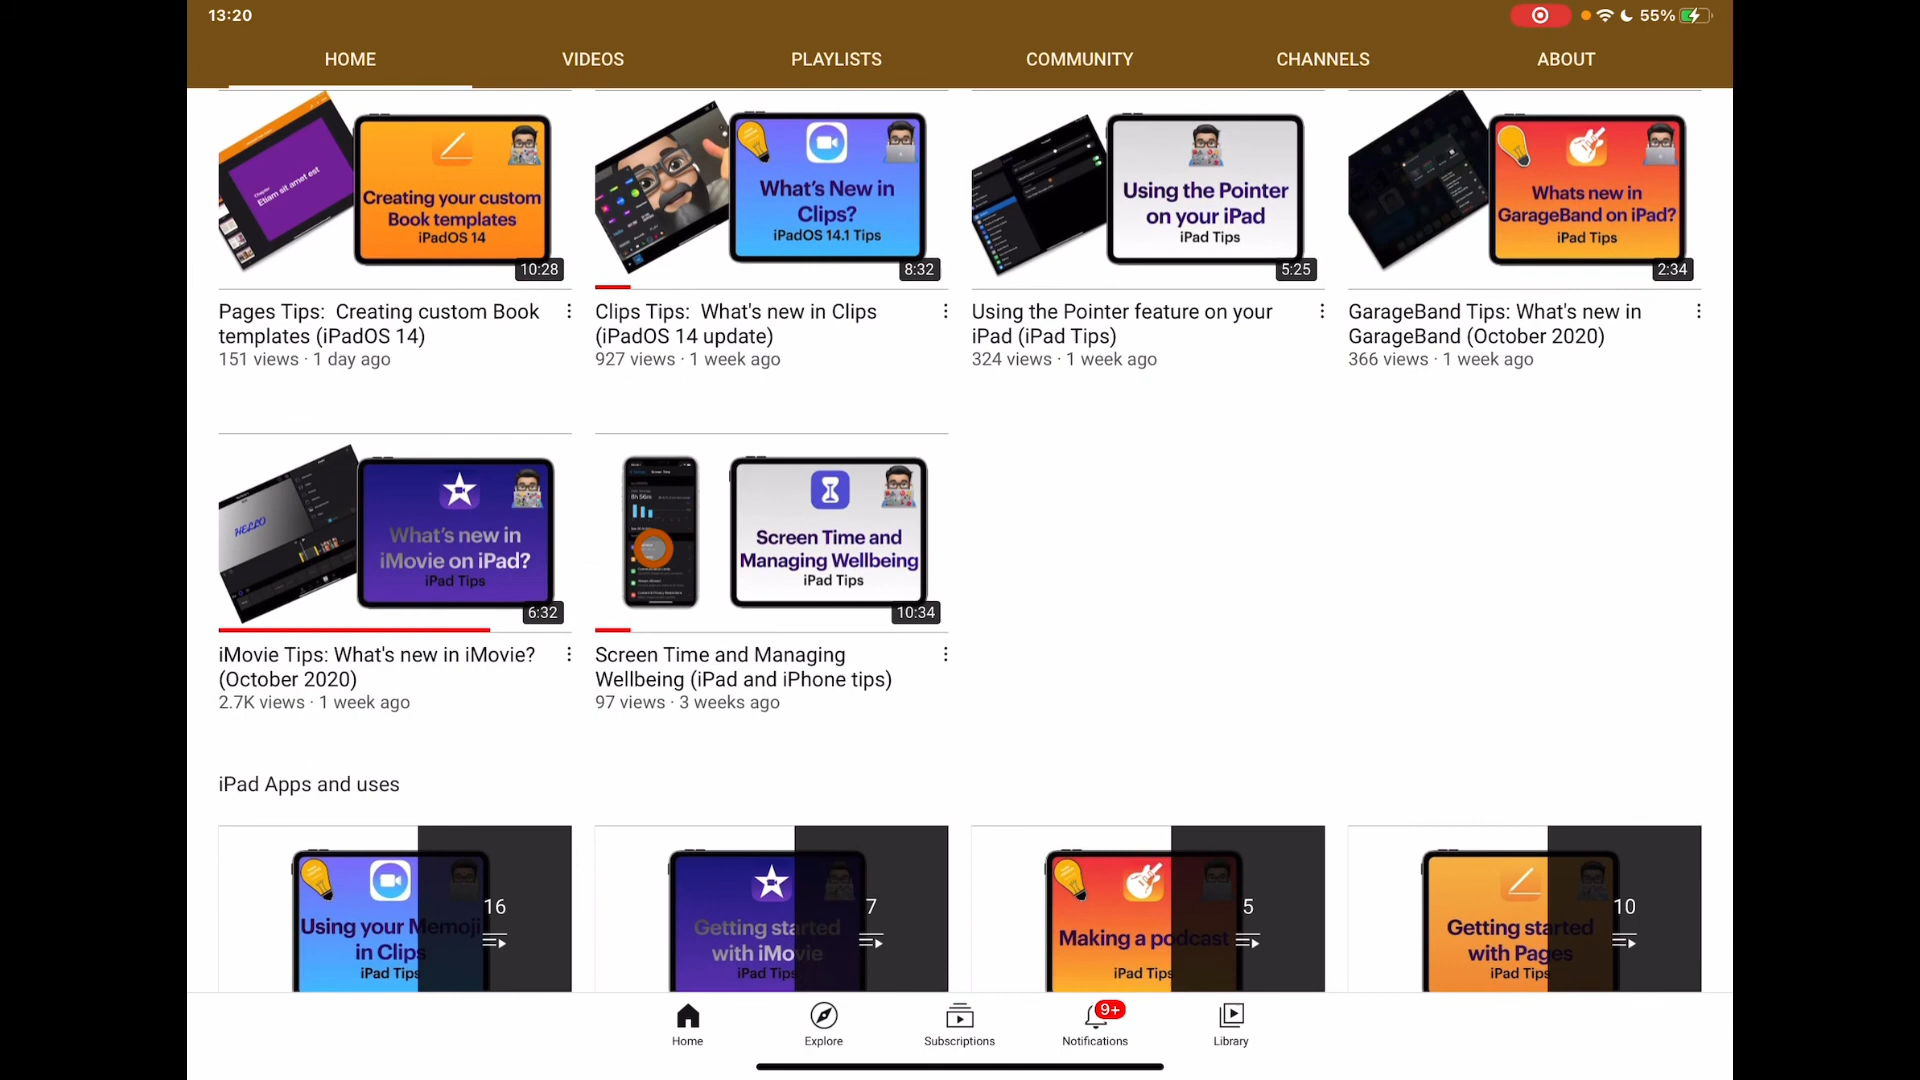 13:20
55%
HOME VIDEOS PLAYLISTS COMMUNITY CHANNELS ABOUT
Chapter
Etiam sit amet est
Creating your custom
Book templates
iPadOS 14
10:28
What's New in
Clips?
iPadOS 14.1 Tips
8:32
Using the Pointer
on your iPad
iPad Tips
5:25
Whats new in
GarageBand on iPad?
iPad Tips
2:34
Pages Tips: Creating custom Book
templates (iPadOS 14)
151 views · 1 day ago
Clips Tips: What's new in Clips
(iPadOS 14 update)
927 views · 1 week ago
Using the Pointer feature on your
iPad (iPad Tips)
324 views · 1 week ago
GarageBand Tips: What's new in
GarageBand (October 2020)
366 views · 1 week ago
HELLO
What's new in
iMovie on iPad?
iPad Tips
6:32
Screen Time
8h 56m
Screen Time and
Managing Wellbeing
iPad Tips
10:34
iMovie Tips: What's new in iMovie?
(October 2020)
2.7K views · 1 week ago
Screen Time and Managing
Wellbeing (iPad and iPhone tips)
97 views · 3 weeks ago
iPad Apps and uses
Using your Memoji
in Clips
iPad Tips
16
Getting started
with iMovie
iPad Tips
7
Making a podcast
iPad Tips
5
Getting started
with Pages
iPad Tips
10
9+
Home Explore Subscriptions Notifications Library